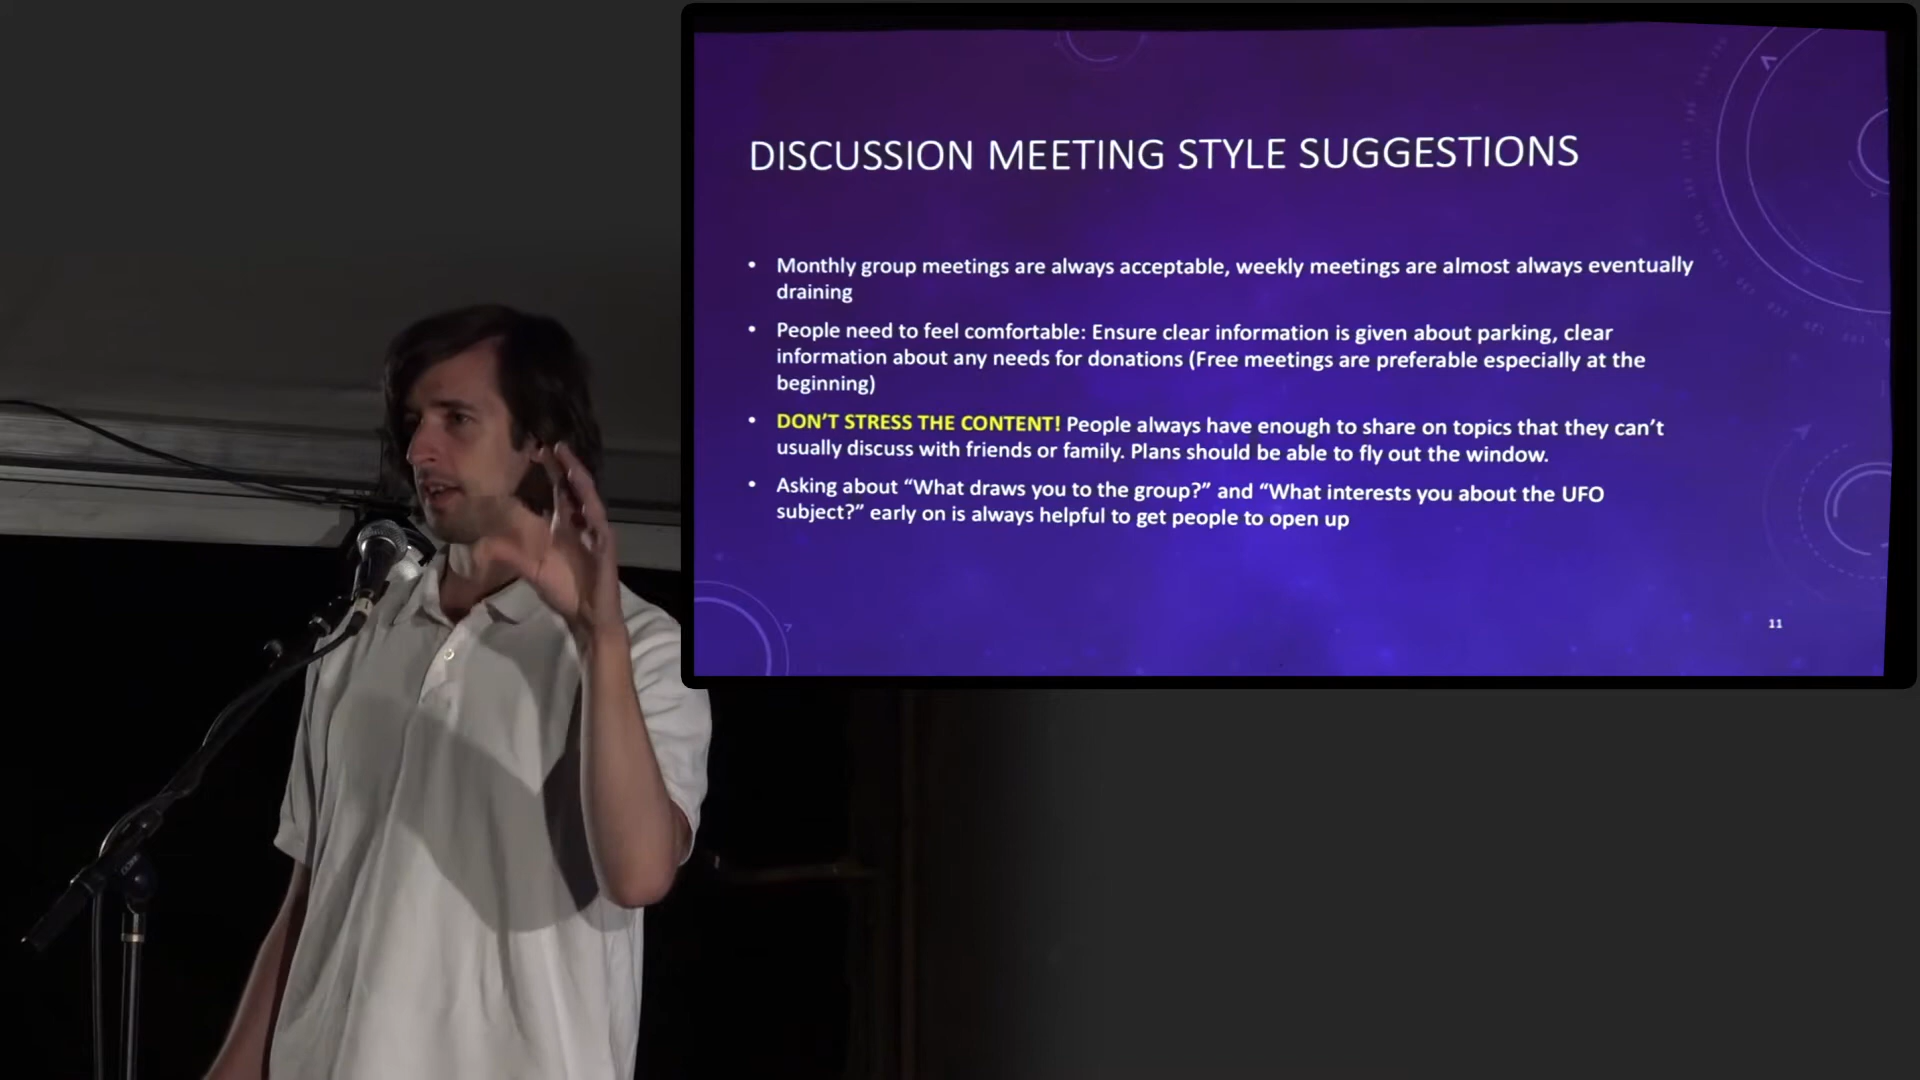 DISCUSSION MEETING STYLE SUGGESTIONS
• Monthly group meetings are always acceptable, weekly meetings are almost always eventually
draining
• People need to feel comfortable: Ensure clear information is given about parking, clear
information about any needs for donations (Free meetings are preferable especially at the
beginning)
• DON'T STRESS THE CONTENT! People always have enough to share on topics that they can't
usually discuss with friends or family. Plans should be able to fly out the window.
• Asking about “What draws you to the group?” and “What interests you about the UFO
subject?” early on is always helpful to get people to open up
11